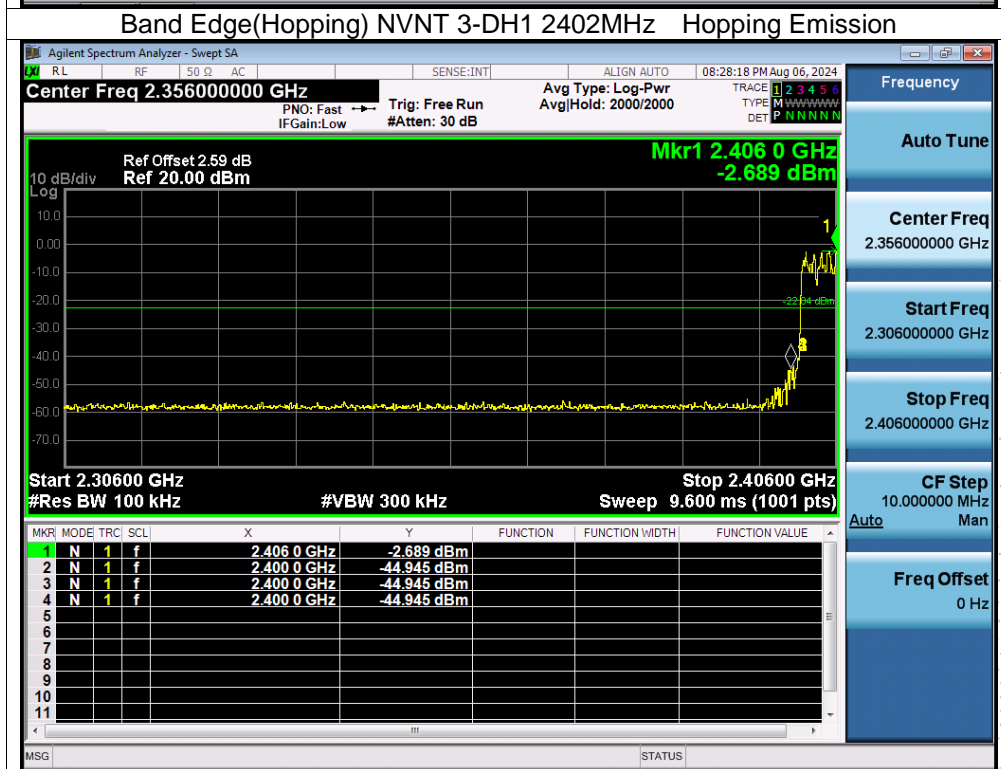 Band Edge(Hopping) NVNT 3-DH1 2402MHz Hopping Emission
Agilent Spectrum Analyzer - Swept SA
LXI RL RF 50 Ω AC SENSE:INT ALIGN AUTO 08:28:18 PM Aug 06, 2024
Center Freq 2.356000000 GHz
PNO: Fast
IFGain:Low
Trig: Free Run
#Atten: 30 dB
Avg Type: Log-Pwr
Avg|Hold: 2000/2000
TRACE 1 2 3 4 5 6
TYPE M WWWWW
DET P N N N N N
Frequency
Auto Tune
Center Freq
2.356000000 GHz
Start Freq
2.306000000 GHz
Stop Freq
2.406000000 GHz
CF Step
10.000000 MHz
Auto Man
Freq Offset
0 Hz
Mkr1 2.406 0 GHz
-2.689 dBm
Ref Offset 2.59 dB
10 dB/div Ref 20.00 dBm
Log
10.0
0.00
-10.0
-20.0
-30.0
-40.0
-50.0
-60.0
-70.0
1
Start 2.30600 GHz Stop 2.40600 GHz
#Res BW 100 kHz #VBW 300 kHz Sweep 9.600 ms (1001 pts)
MKR MODE TRC SCL X Y FUNCTION FUNCTION WIDTH FUNCTION VALUE
1 N 1 f 2.406 0 GHz -2.689 dBm
2 N 1 f 2.400 0 GHz -44.945 dBm
3 N 1 f 2.400 0 GHz -44.945 dBm
4 N 1 f 2.400 0 GHz -44.945 dBm
5
6
7
8
9
10
11
MSG STATUS